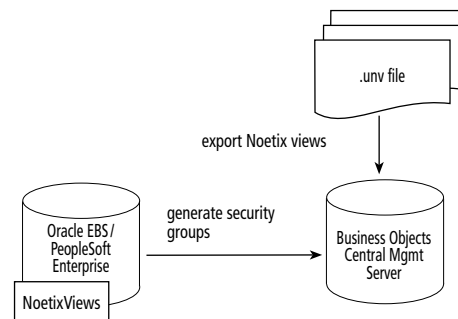 .unv file
export Noetix views
generate security
groups
Oracle EBS/
PeopleSoft
Enterprise
NoetixViews
Business Objects
Central Mgmt
Server